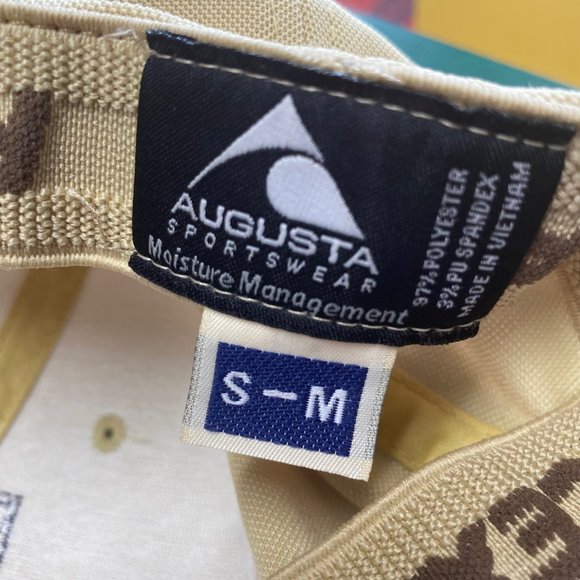 AUGUSTA
SPORTSWEAR
Moisture Management
97% POLYESTER
3% PU SPANDEX
MADE IN VIETNAM
S-M